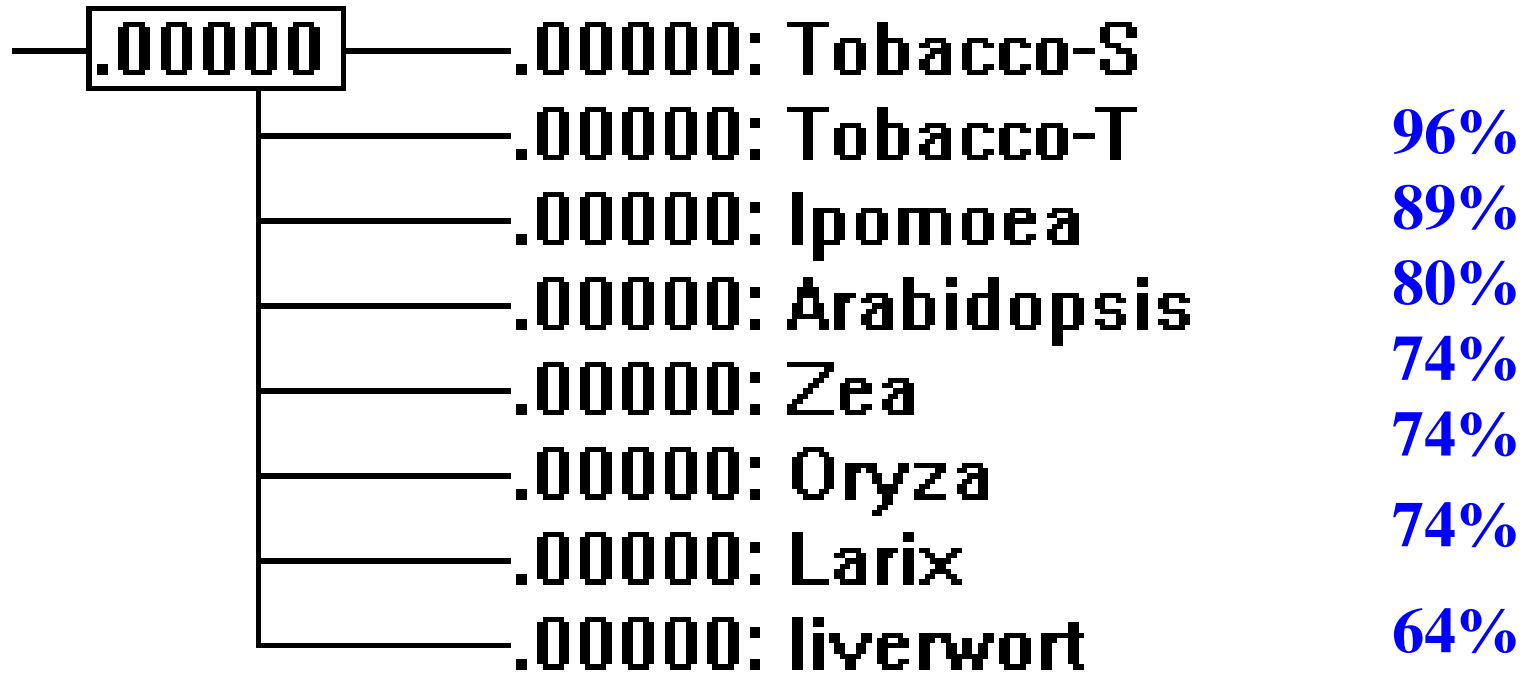 .00000 .00000: Tobacco-S
.00000: Tobacco-T 96%
.00000: Ipomoea 89%
.00000: Arabidopsis 80%
.00000: Zea 74%
.00000: Oryza 74%
.00000: Larix 74%
.00000: liverwort 64%